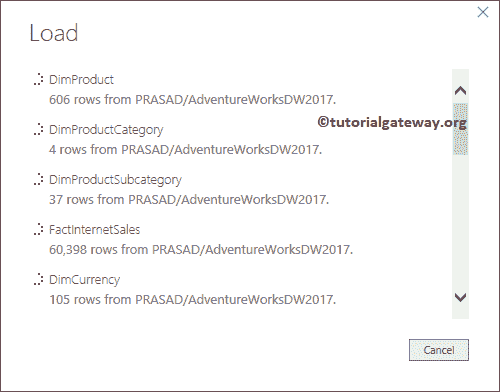 Load
DimProduct
606 rows from PRASAD/AdventureWorksDW2017.
©tutorialgateway.org
DimProductCategory
4 rows from PRASAD/AdventureWorksDW2017.
DimProductSubcategory
37 rows from PRASAD/AdventureWorksDW2017.
FactInternetSales
60,398 rows from PRASAD/AdventureWorksDW2017.
DimCurrency
105 rows from PRASAD/AdventureWorksDW2017.
Cancel